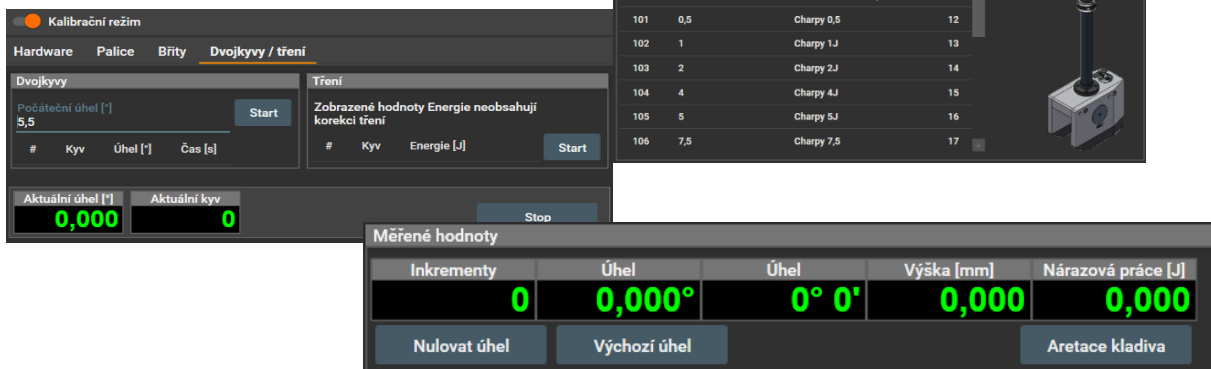 Kalibrační režim
Hardware Palice Břity Dvojkyvy / tření
Dvojkyvy
Počáteční úhel [°]
5,5
Start
# Kyv Úhel [°] Čas [s]
Tření
Zobrazené hodnoty Energie neobsahují
korekci tření
# Kyv Energie [J]
Start
Aktuální úhel [°] Aktuální kyv
0,000 0
Stop
101 0,5 Charpy 0,5 12
102 1 Charpy 1J 13
103 2 Charpy 2J 14
104 4 Charpy 4J 15
105 5 Charpy 5J 16
106 7,5 Charpy 7,5 17
Měřené hodnoty
Inkrementy Úhel Úhel Výška [mm] Nárazová práce [J]
0 0,000° 0° 0' 0,000 0,000
Nulovat úhel Výchozí úhel Aretace kladiva